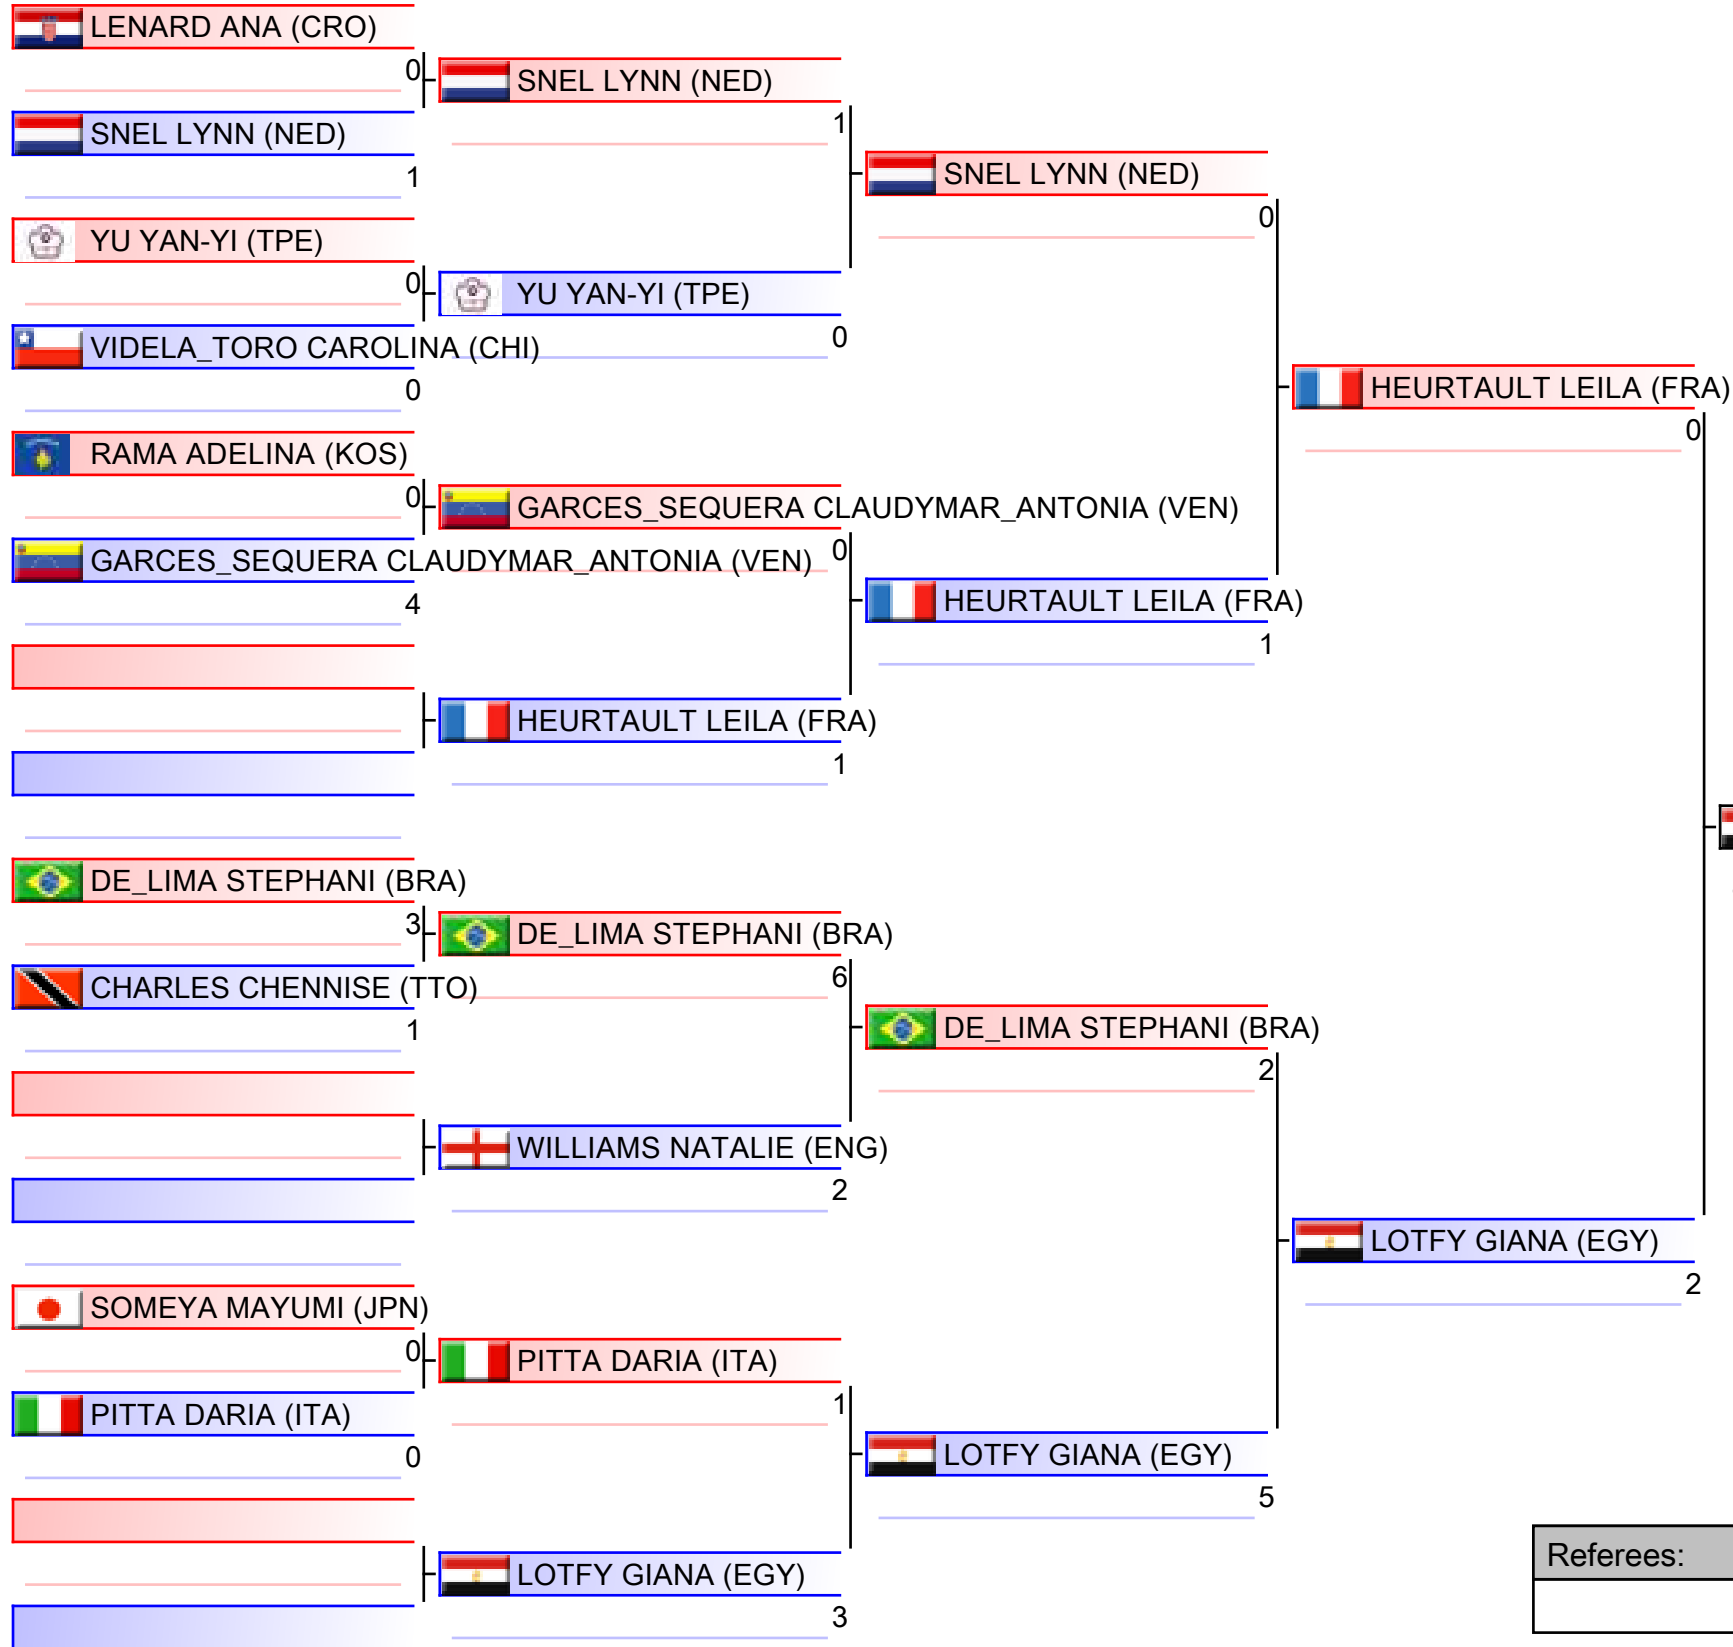 LENARD ANA (CRO)
0
SNEL LYNN (NED)
1
YU YAN-YI (TPE)
0
VIDELA_TORO CAROLINA (CHI)
0
RAMA ADELINA (KOS)
0
GARCES_SEQUERA CLAUDYMAR_ANTONIA (VEN)
4
DE_LIMA STEPHANI (BRA)
3
CHARLES CHENNISE (TTO)
1
SOMEYA MAYUMI (JPN)
0
PITTA DARIA (ITA)
0
SNEL LYNN (NED)
1
YU YAN-YI (TPE)
0
GARCES_SEQUERA CLAUDYMAR_ANTONIA (VEN)
0
HEURTAULT LEILA (FRA)
1
DE_LIMA STEPHANI (BRA)
6
WILLIAMS NATALIE (ENG)
2
PITTA DARIA (ITA)
1
LOTFY GIANA (EGY)
3
SNEL LYNN (NED)
0
HEURTAULT LEILA (FRA)
1
DE_LIMA STEPHANI (BRA)
2
LOTFY GIANA (EGY)
5
HEURTAULT LEILA (FRA)
0
LOTFY GIANA (EGY)
2
Referees: